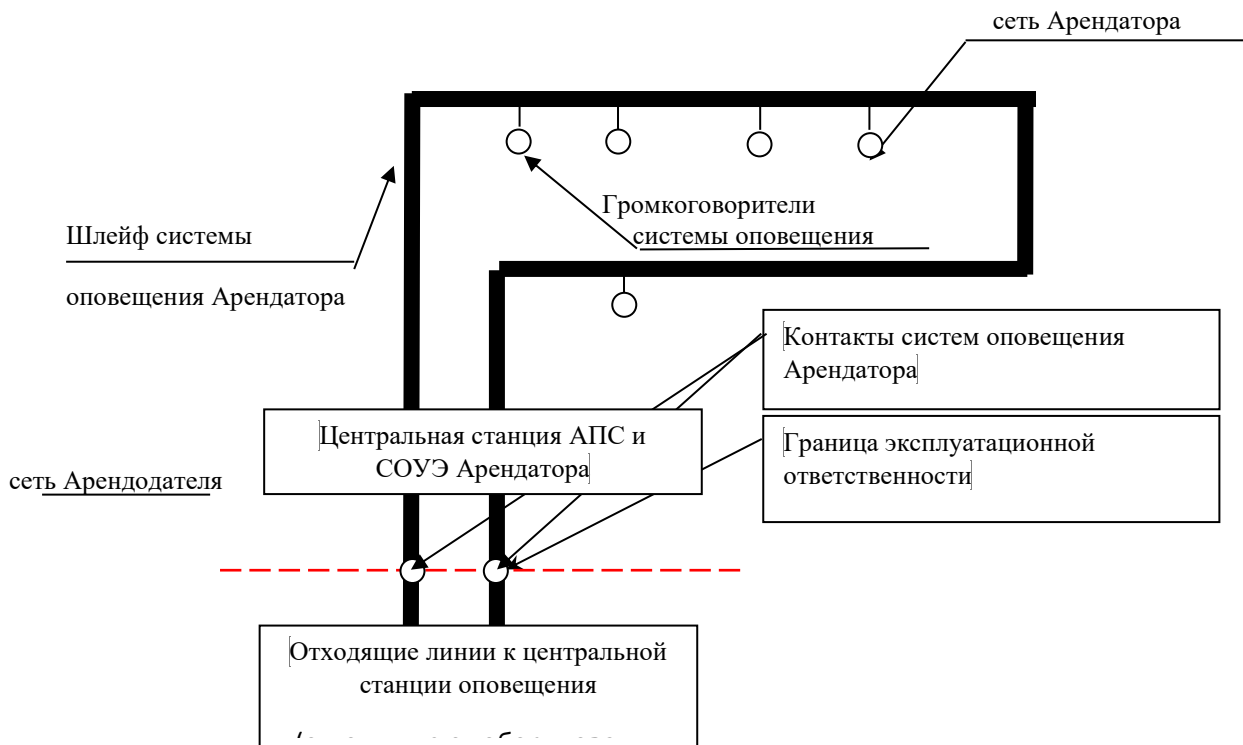 сеть Арендатора
Громкоговорители
системы оповещения
Шлейф системы
оповещения Арендатора
Контакты систем оповещения
Арендатора
Центральная станция АПС и
СОУЭ Арендатора
Граница эксплуатационной
ответственности
сеть Арендодателя
Отходящие линии к центральной
станции оповещения